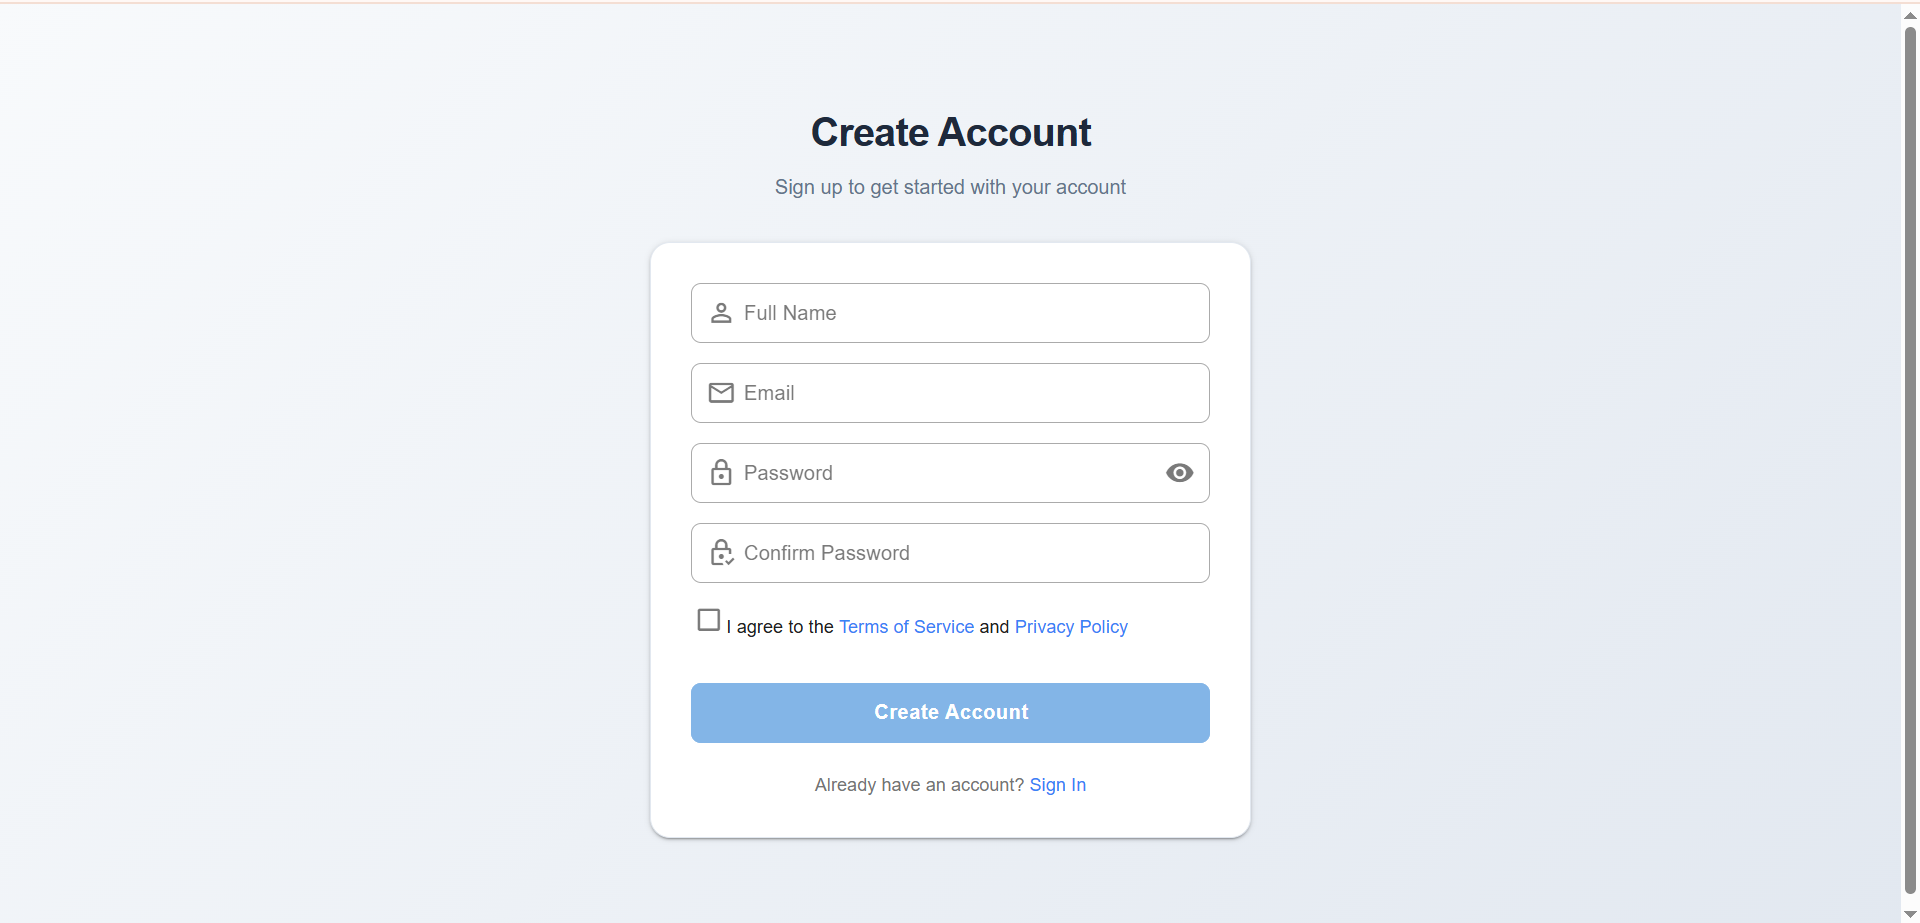 Create Account
Sign up to get started with your account
Full Name
Email
Password
Confirm Password
I agree to the Terms of Service and Privacy Policy
Create Account
Already have an account? Sign In